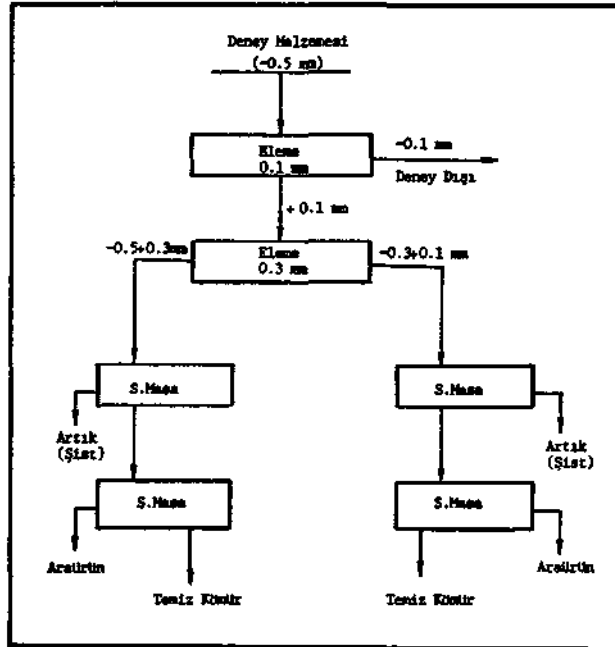 Deney Malzemesi
(-0.5 mm)
Eleme
0.1 mm
-0.1 mm
Deney Dışı
+ 0.1 mm
-0.5+0.3mm
Eleme
0.3 mm
-0.3+0.1 mm
S.Masa
S.Masa
Artık
(Şist)
Artık
(Şist)
S.Masa
S.Masa
Araürün
Temiz Kömür
Temiz Kömür
Araürün